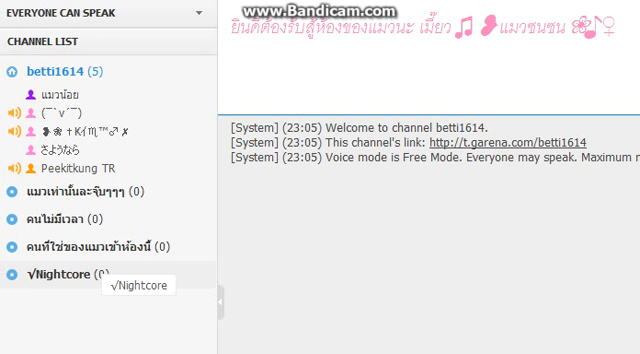 www.Bandicam.com
EVERYONE CAN SPEAK
ยินดีต้องรับสู่ห้องของแมวนะ เมี๊ยว ♫ ❥ แมวซนซน
CHANNEL LIST
betti1614 (5)
แมวน้อย
(¯`v´¯)
さようなら
Peekitkung TR
แมวเท่านั้นละจุ๊บๆๆๆ (0)
คนไม่มีเวลา (0)
คนที่ใช่ของแมวเข้าห้องนี้ (0)
√Nightcore (0)
√Nightcore
[System] (23:05) Welcome to channel betti1614.
[System] (23:05) This channel's link: http://t.garena.com/betti1614
[System] (23:05) Voice mode is Free Mode. Everyone may speak. Maximum